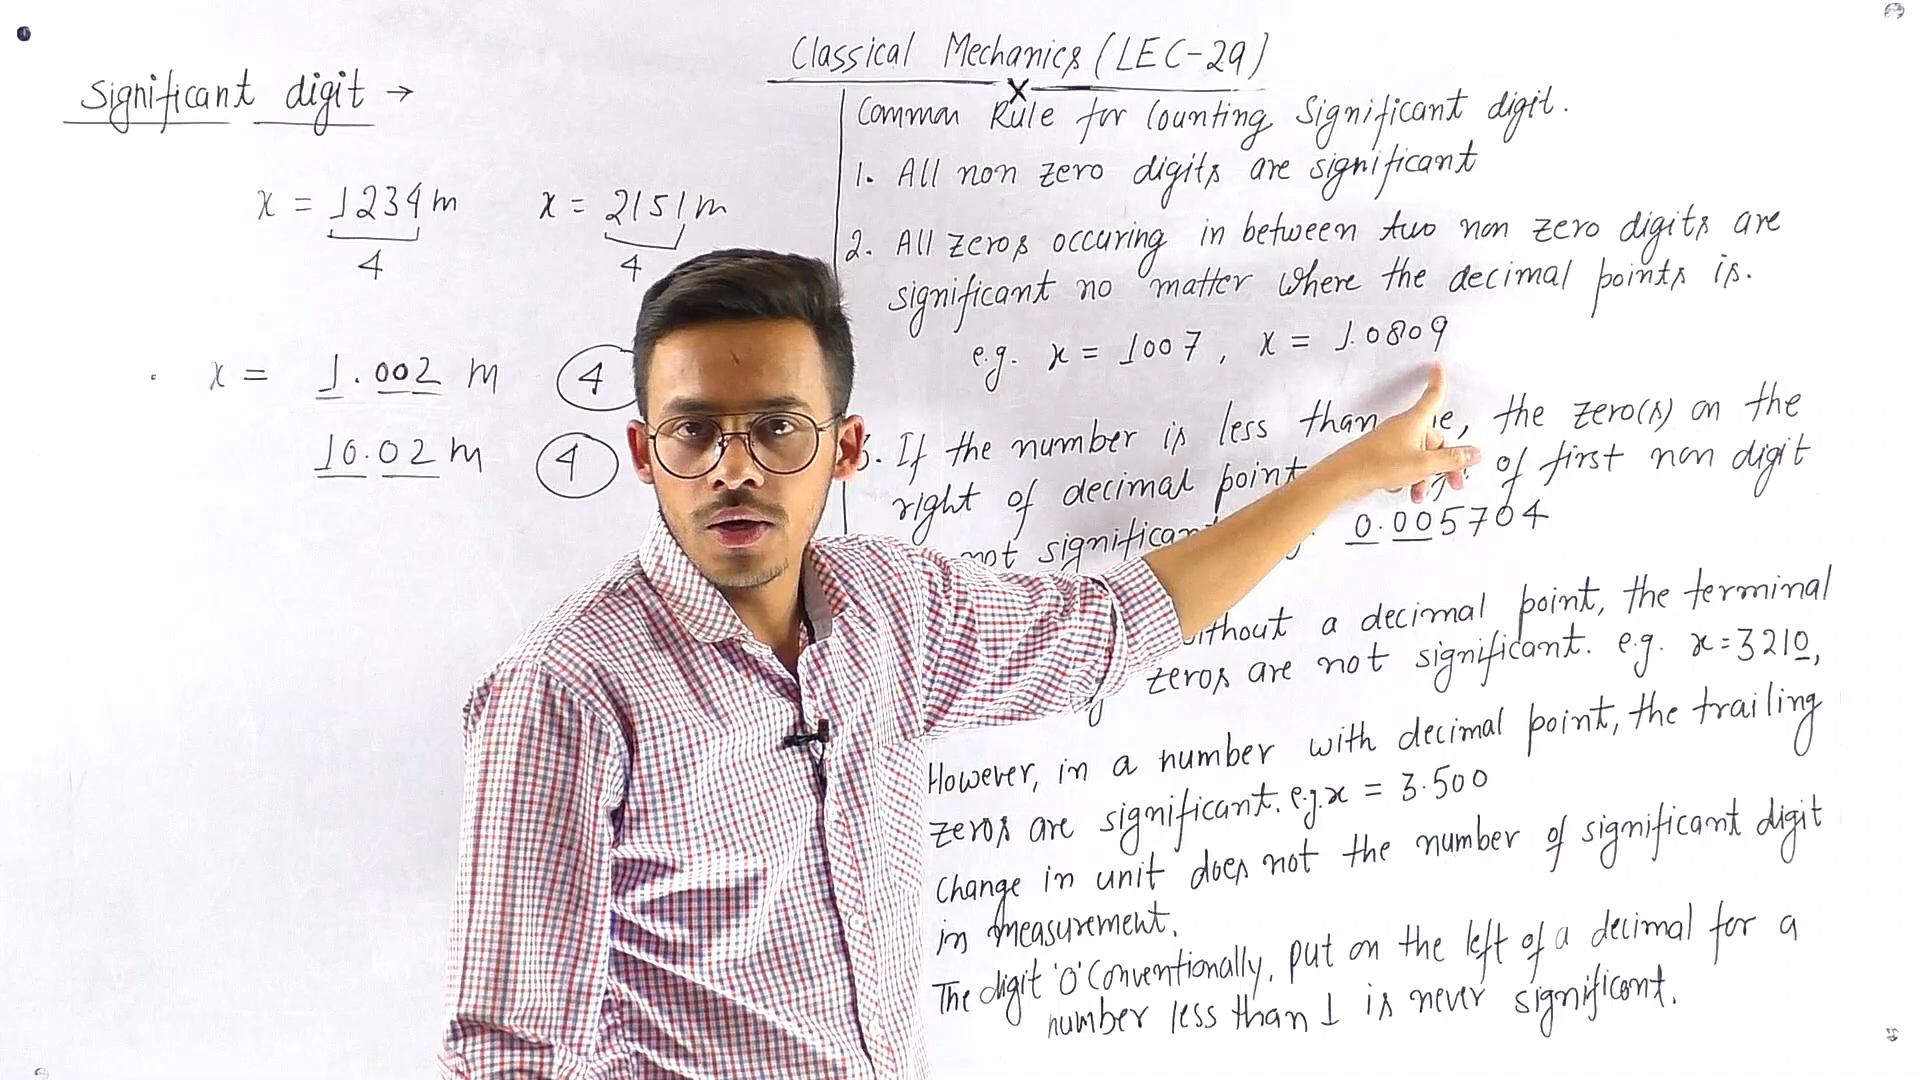 Classical Mechanics (LEC-29)
Significant digit →
x = 1234 m x = 2151 m
4 4
x = 1.002 m 4
10.02 m 4
Common Rule for Counting Significant digit.
1. All non zero digits are significant
2. All zeros occuring in between two non zero digits are
significant no matter where the decimal points is.
e.g. x = 1007, x = 1.0809
3. If the number is less than the zero(s) on the
right of decimal point of first non digit
not 0.005704
a decimal point, the terminal
zeros are not significant. e.g. x = 3210,
However, in a number with decimal point, the trailing
zeros are significant. e.g. x = 3.500
Change in unit does not the number of significant digit
in measurement.
The digit '0' Conventionally, put on the left of a decimal for a
number less than 1 is never significant.